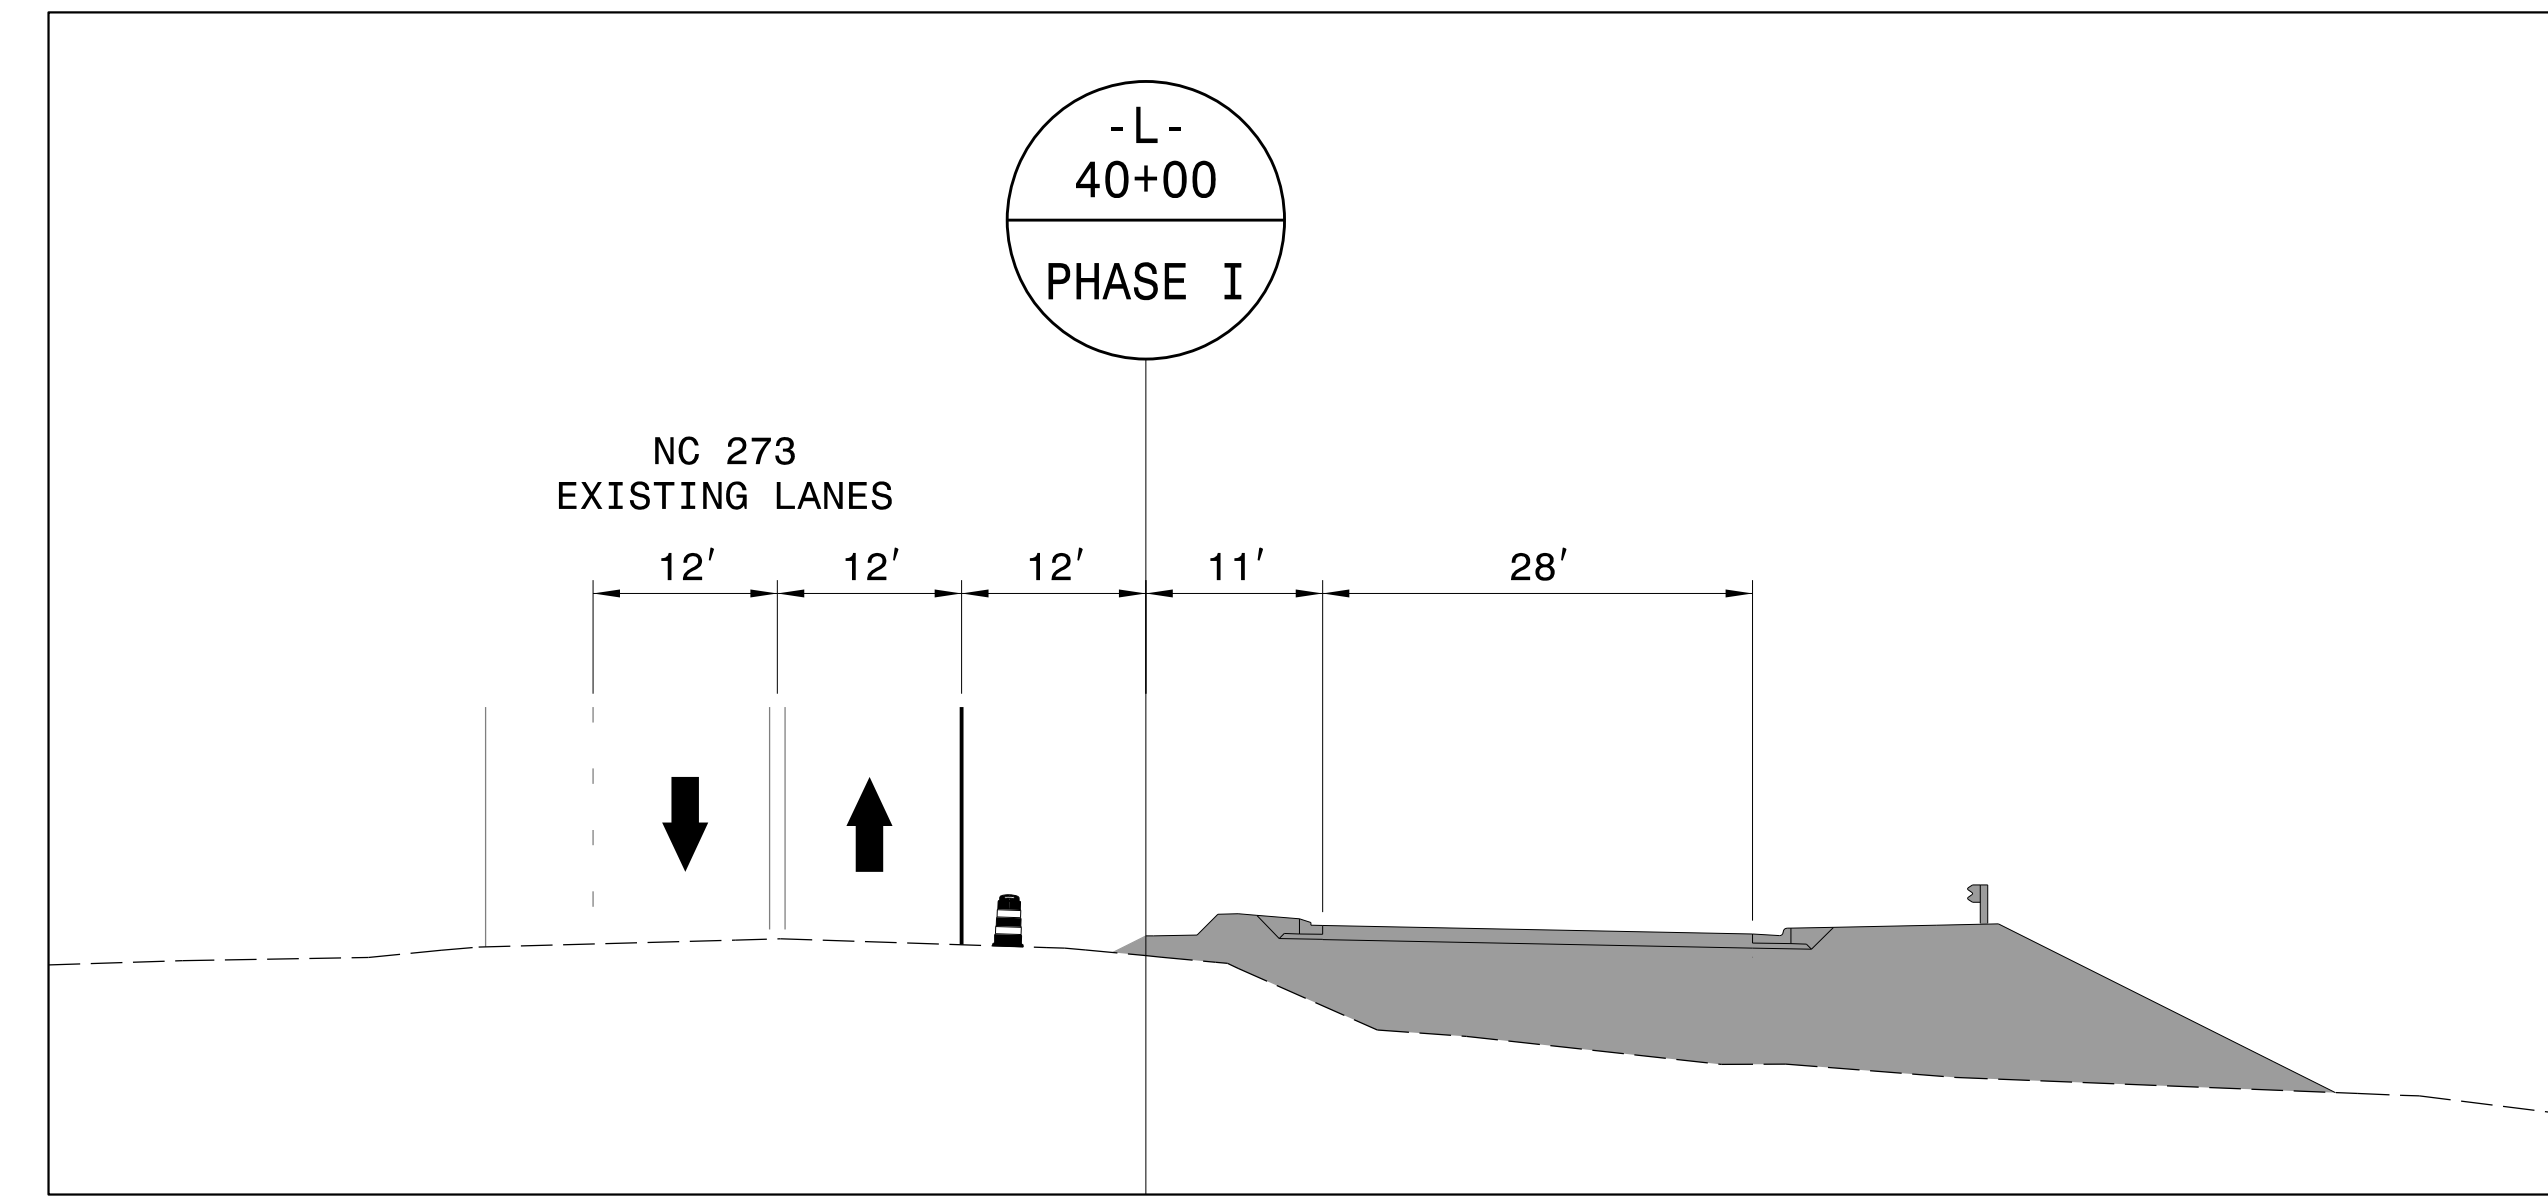 -L-
40+00
PHASE I
NC 273
EXISTING LANES
12' 12' 12' 11' 28'